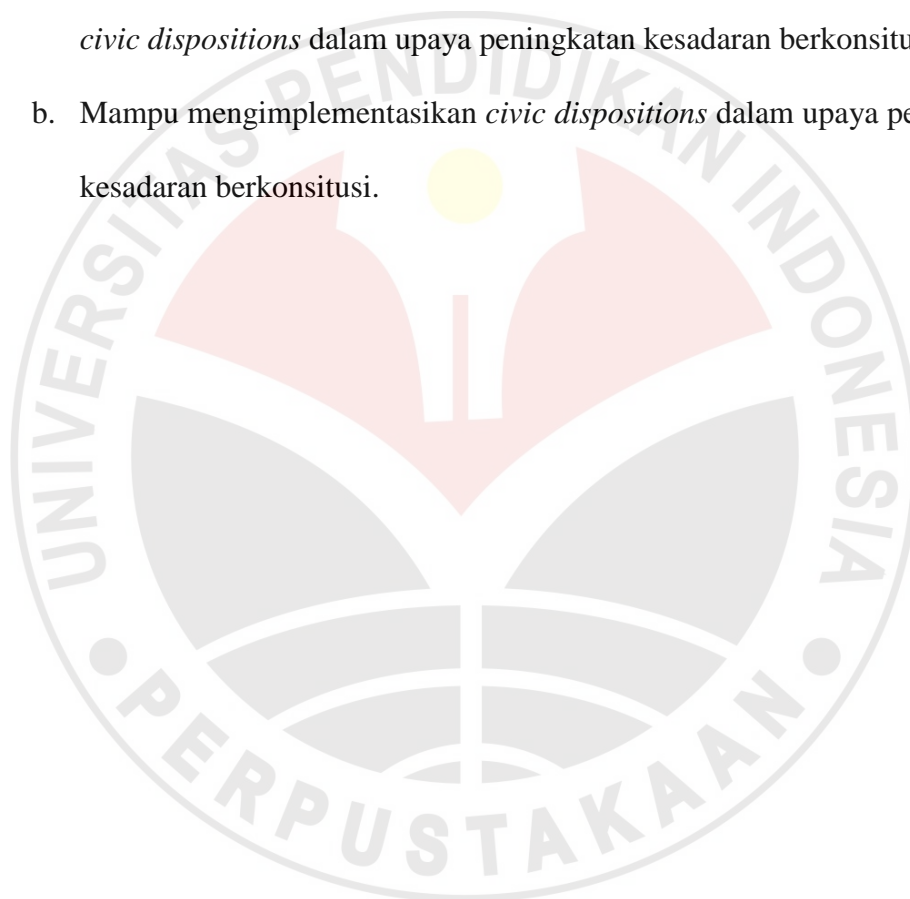 civic dispositions dalam upaya peningkatan kesadaran berkonsitu
b. Mampu mengimplementasikan civic dispositions dalam upaya pe
kesadaran berkonsitusi.
UNIVERSITAS PENDIDIKAN INDONESIA
PERPUSTAKAAN